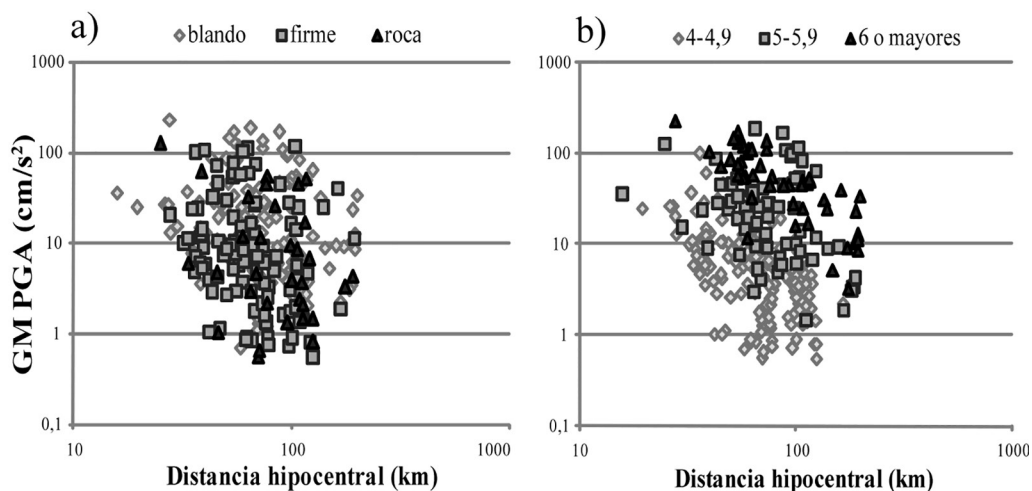 a) blando firme roca
b) 4-4,9 5-5,9 6 o mayores
GM PGA (cm/s²)
1000
100
10
1
0,1
10 100 1000
Distancia hipocentral (km)
1000
100
10
1
0,1
10 100 1000
Distancia hipocentral (km)